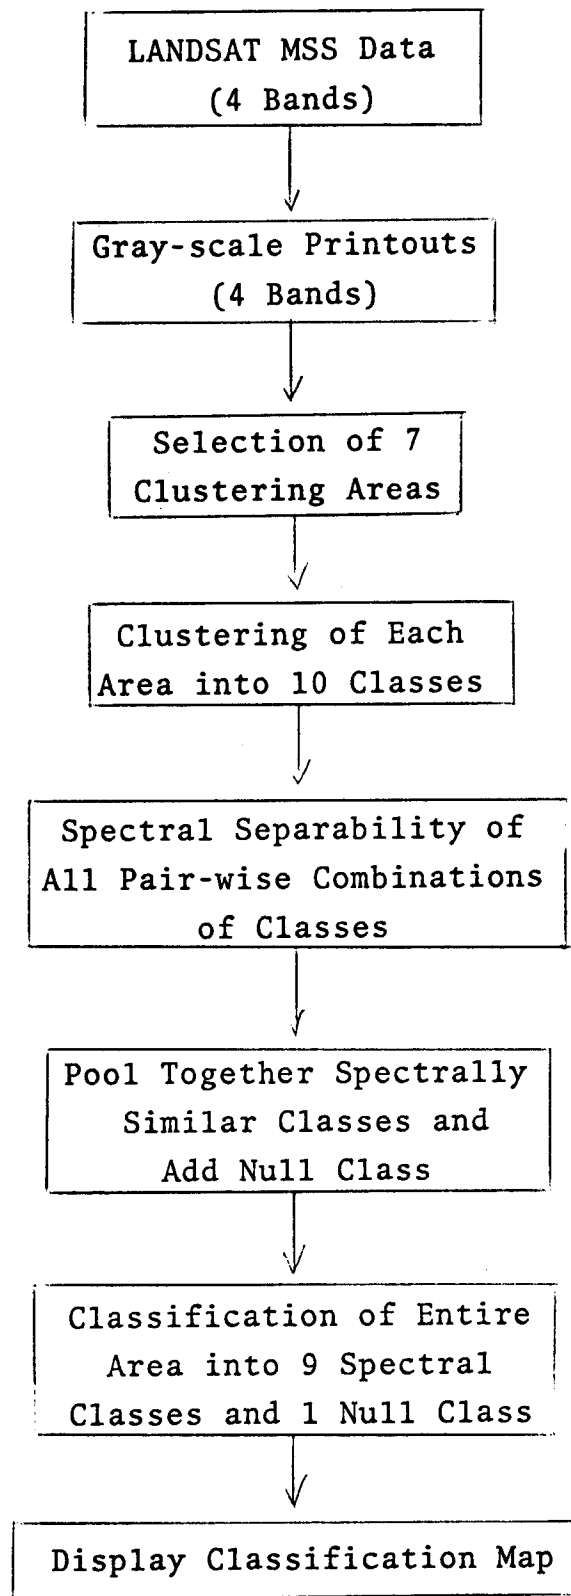 LANDSAT MSS Data
(4 Bands)
Gray-scale Printouts
(4 Bands)
Selection of 7
Clustering Areas
Clustering of Each
Area into 10 Classes
Spectral Separability of
All Pair-wise Combinations
of Classes
Pool Together Spectrally
Similar Classes and
Add Null Class
Classification of Entire
Area into 9 Spectral
Classes and 1 Null Class
Display Classification Map